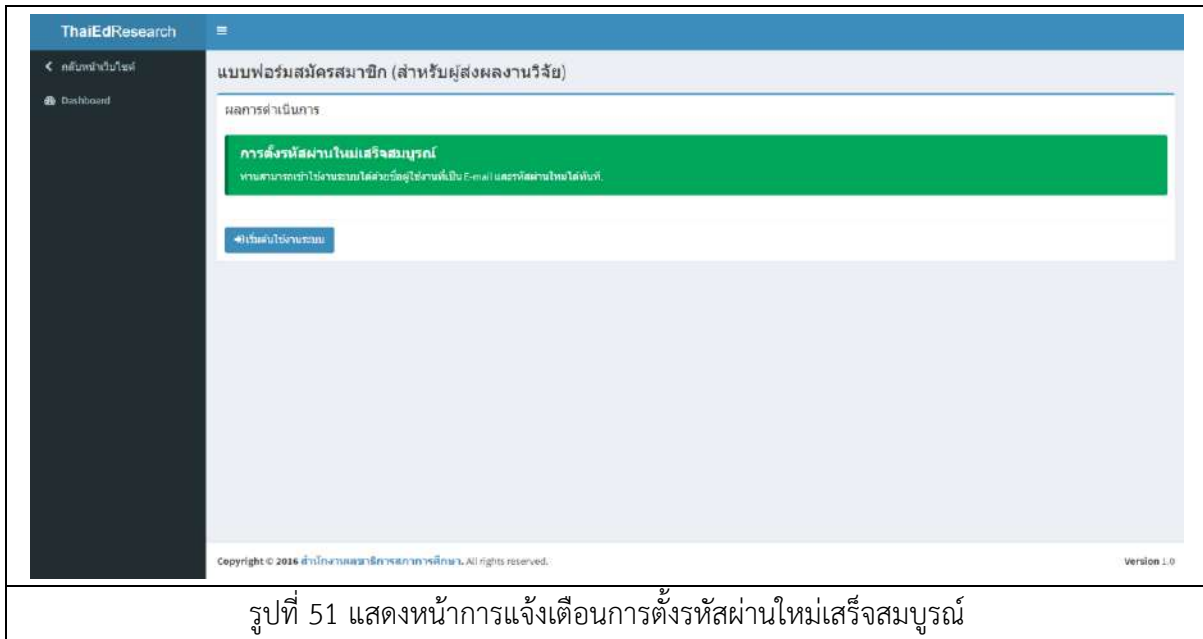 ThaiEdResearch
กลับหน้าเว็บไซต์
Dashboard
แบบฟอร์มสมัครสมาชิก (สำหรับผู้ส่งผลงานวิจัย)
ผลการดำเนินการ
การตั้งรหัสผ่านใหม่เสร็จสมบูรณ์
ท่านสามารถเข้าใช้งานระบบได้ด้วยชื่อผู้ใช้งานที่เป็น E-mail และรหัสผ่านใหม่ได้ทันที.
เริ่มต้นใช้งานระบบ
Copyright © 2016 สำนักงานเลขาธิการสภาการศึกษา. All rights reserved.
Version 1.0
รูปที่ 51 แสดงหน้าการแจ้งเตือนการตั้งรหัสผ่านใหม่เสร็จสมบูรณ์